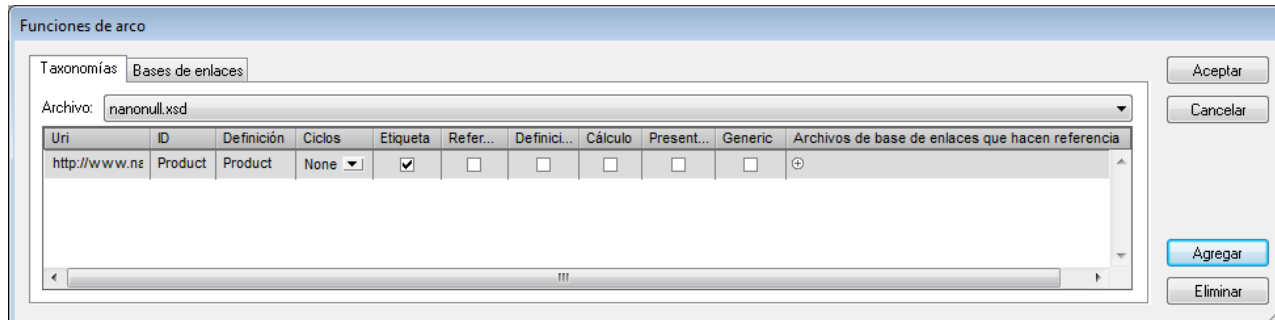 Funciones de arco
Taxonomías Bases de enlaces
Aceptar
Archivo: nanonull.xsd
Cancelar
Uri ID Definición Ciclos Etiqueta Refer... Definici... Cálculo Present... Generic Archivos de base de enlaces que hacen referencia
http://www.na Product Product None
Agregar
Eliminar